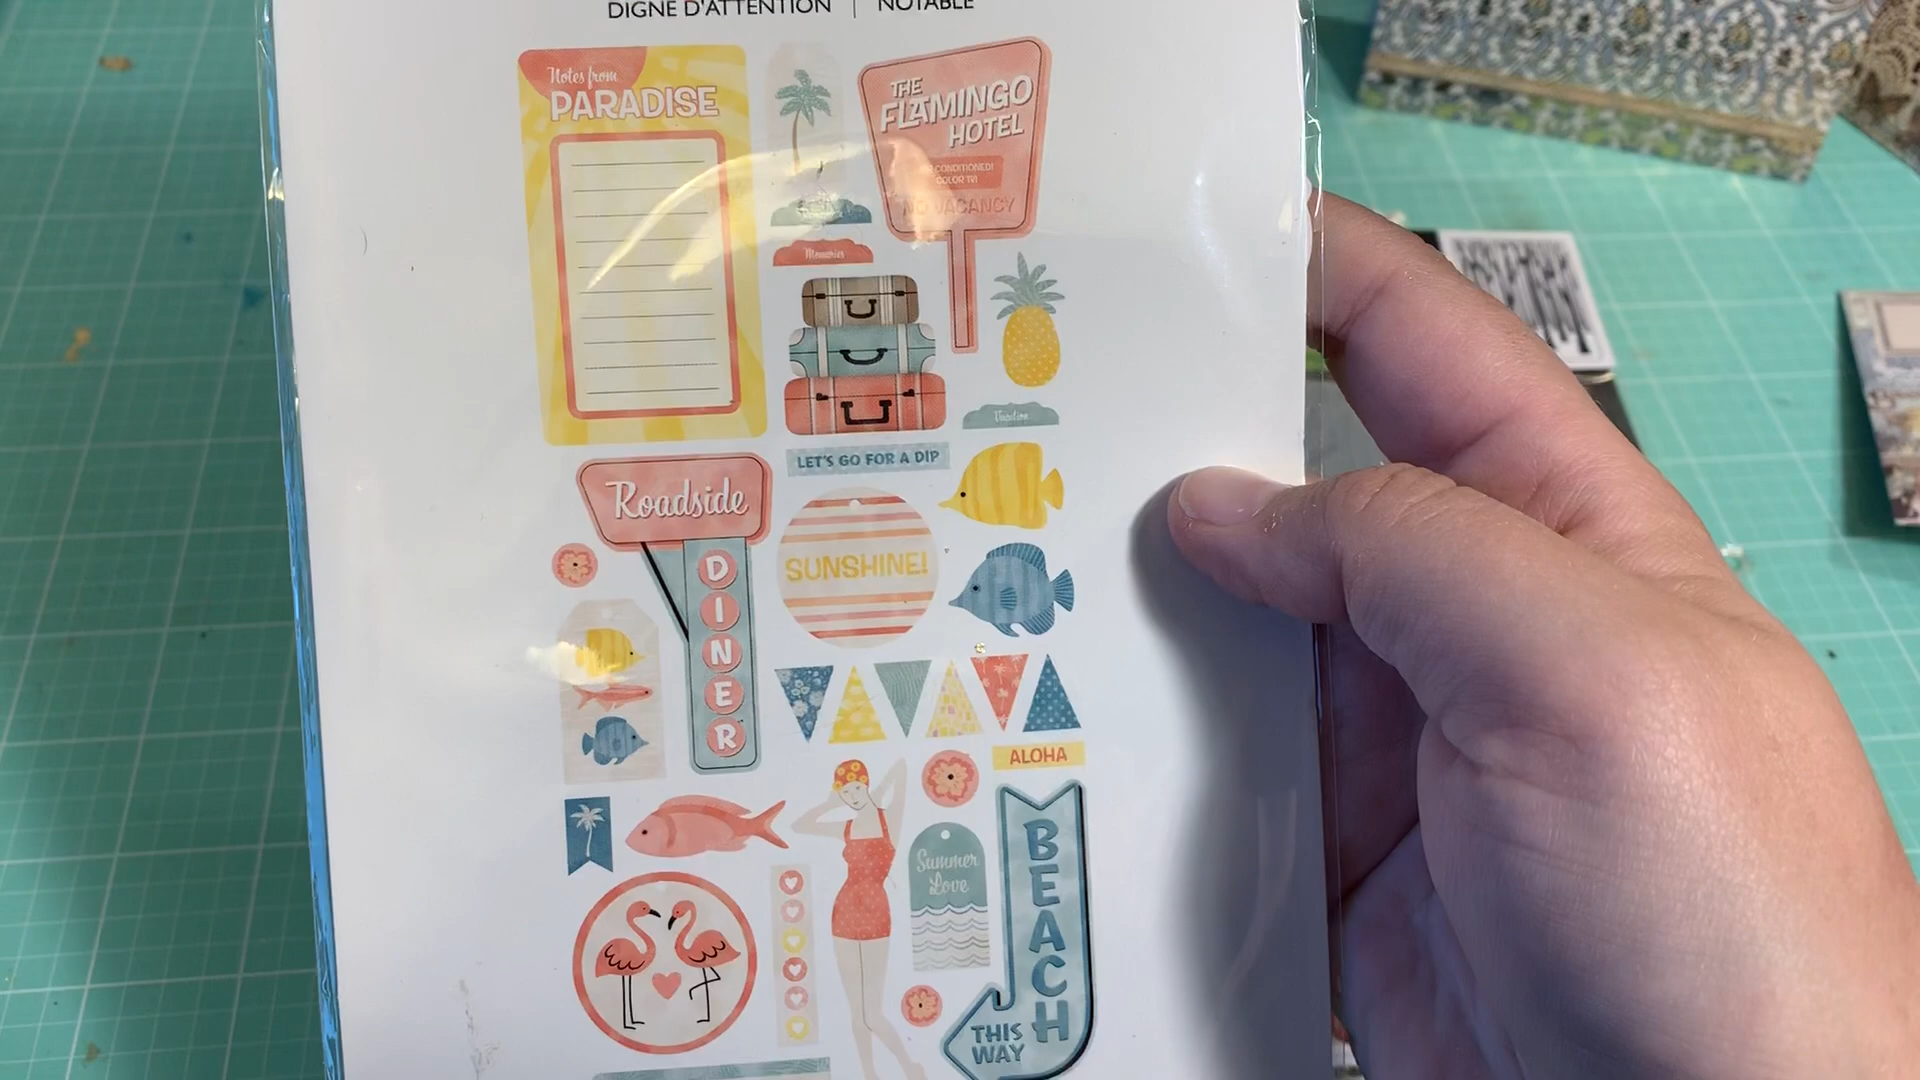 DIGNE D'ATTENTION | NOTABLE
Notes from
PARADISE
THE
FLAMINGO
HOTEL
CONDITIONED!
COLOR TV!
NO VACANCY
Memories
Vacation
LET'S GO FOR A DIP
Roadside
DINER
SUNSHINE!
ALOHA
Summer
Love
BEACH
THIS
WAY